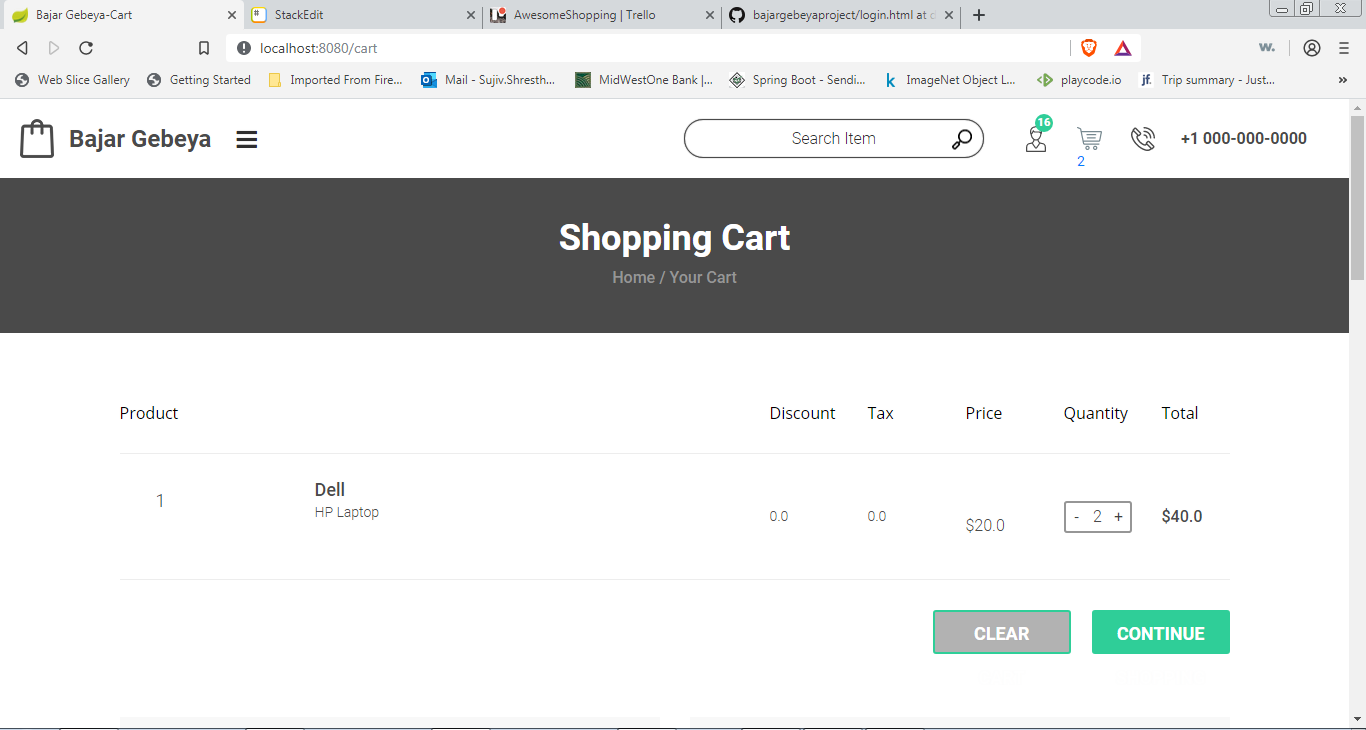 Bajar Gebeya-Cart
StackEdit
AwesomeShopping | Trello
bajargebeyaproject/login.html at d
localhost:8080/cart
w.
Web Slice Gallery
Getting Started
Imported From Fire...
Mail - Sujiv.Shresth...
MidWestOne Bank |...
Spring Boot - Sendi...
k
ImageNet Object L...
playcode.io
jf.
Trip summary - Just...
»
Bajar Gebeya
Search Item
16
2
+1 000-000-0000
Shopping Cart
Home / Your Cart
Product Discount Tax Price Quantity Total
1
Dell
HP Laptop
0.0
0.0
$20.0
- 2 +
$40.0
CLEAR
CONTINUE